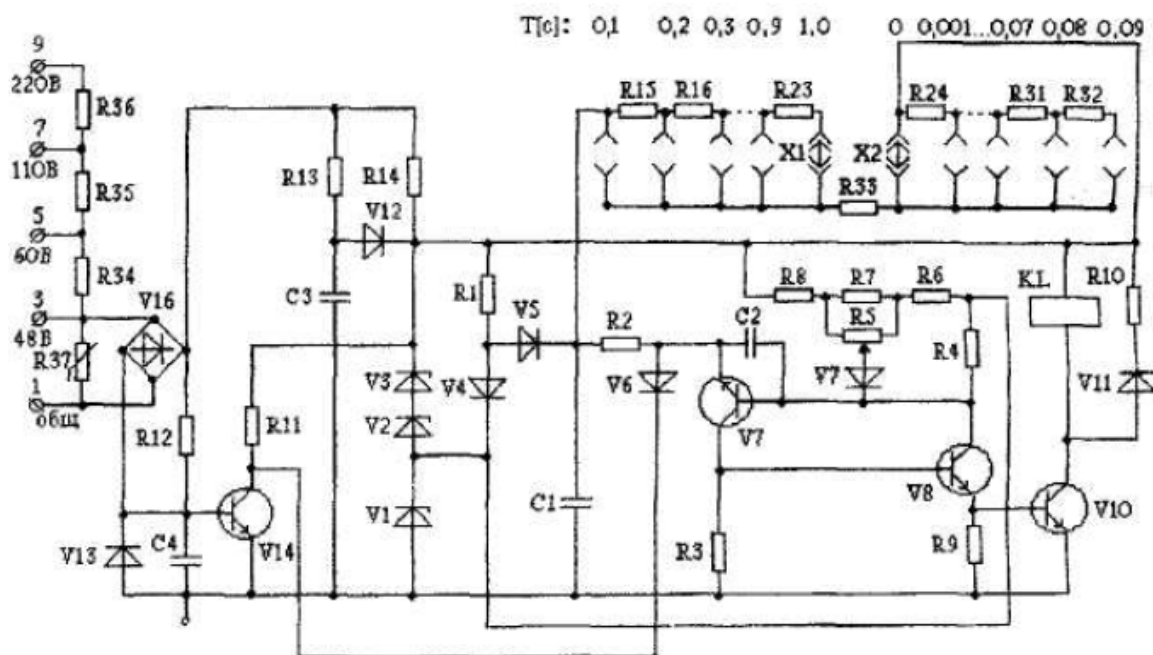 T[c]: 0,1 0,2 0,3 0,9 1,0 0 0,001...0,07 0,08 0,09
9
220В
R36
7
110В
R35
5
60В
R34
3
48В
R37
1
общ
V16
R12
V13
C4
R11
V14
R13
R14
V12
C3
V3
V2
V1
R1
V4
V5
C1
R2
V6
C2
V7
R3
R15
R16
R23
X1
X2
R33
R24
R31
R32
R8
R7
R6
R5
V7
R4
V8
R9
KL
R10
V11
V10